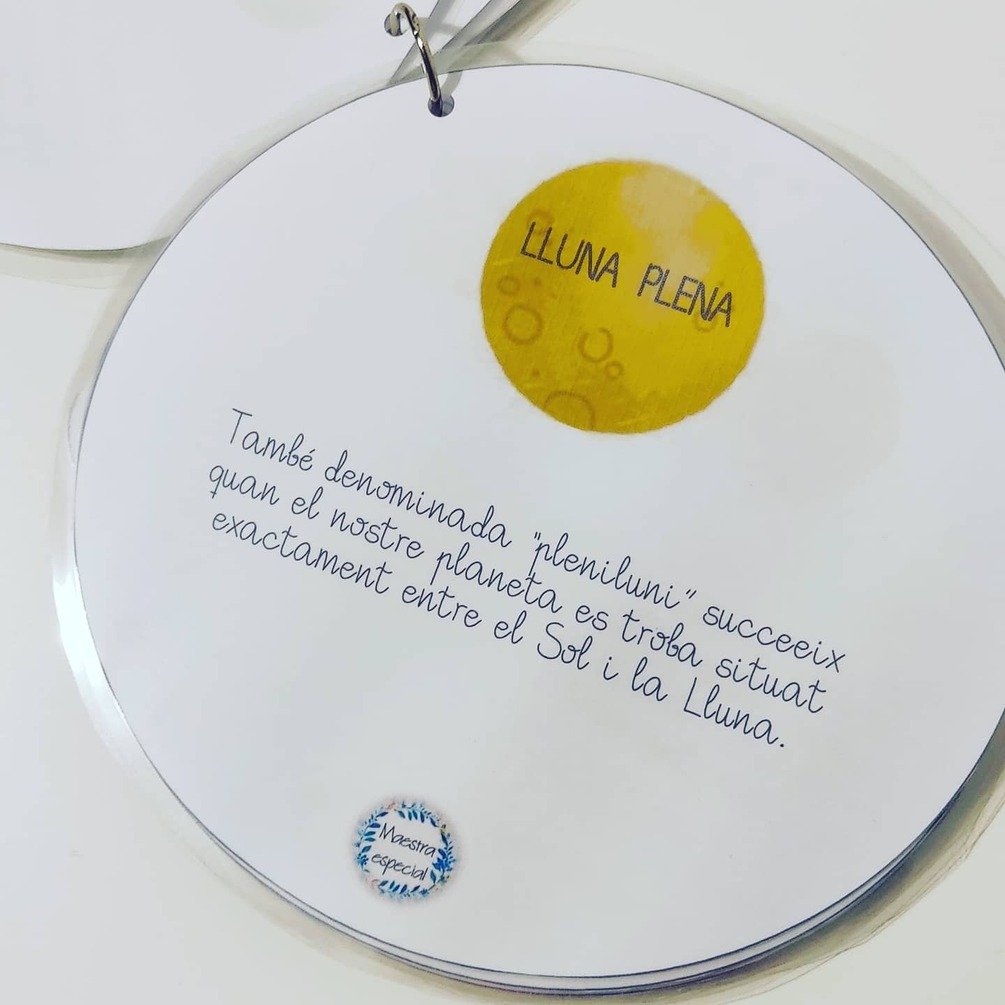 LLUNA PLENA
També denominada "pleniluni" succeeix
quan el nostre planeta es troba situat
exactament entre el Sol i la Lluna.
Maestra
especial